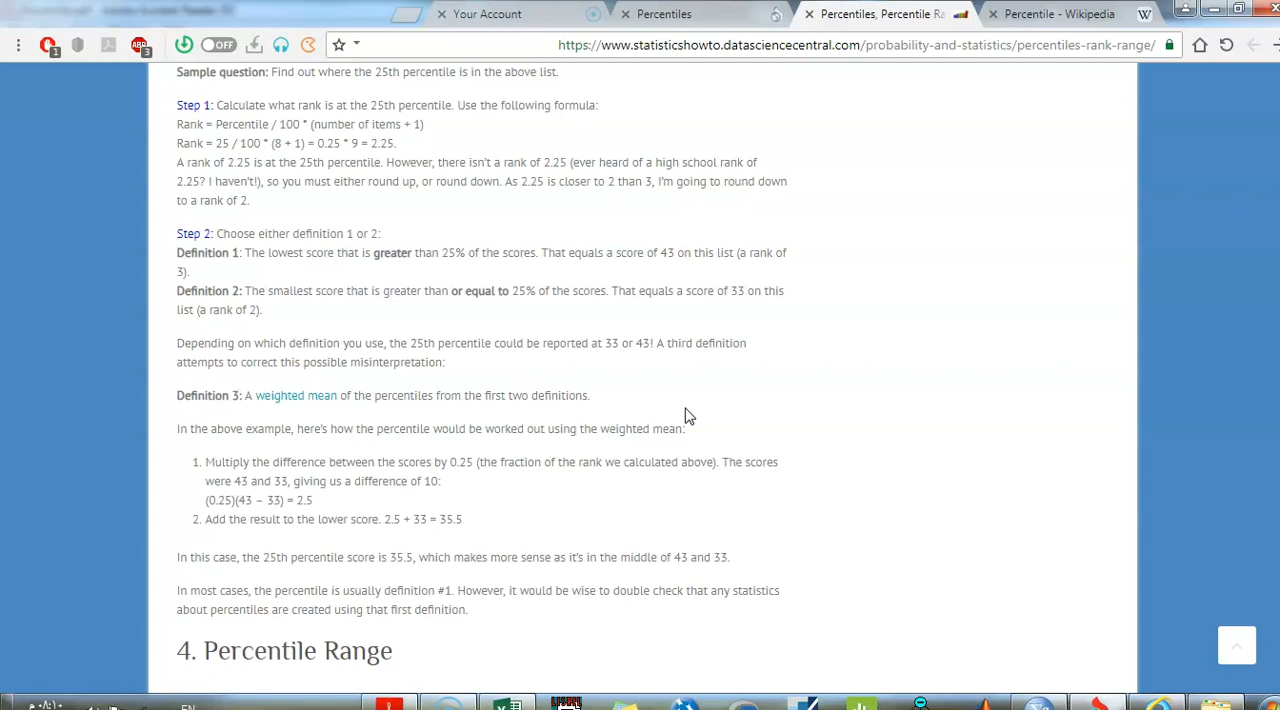 Your Account
Percentiles
Percentiles, Percentile Ra
Percentile - Wikipedia
W
1
ABP
3
OFF
https://www.statisticshowto.datasciencecentral.com/probability-and-statistics/percentiles-rank-range/
Sample question: Find out where the 25th percentile is in the above list.
Step 1: Calculate what rank is at the 25th percentile. Use the following formula:
Rank = Percentile / 100 * (number of items + 1)
Rank = 25 / 100 * (8 + 1) = 0.25 * 9 = 2.25.
A rank of 2.25 is at the 25th percentile. However, there isn't a rank of 2.25 (ever heard of a high school rank of
2.25? I haven't!), so you must either round up, or round down. As 2.25 is closer to 2 than 3, I'm going to round down
to a rank of 2.
Step 2: Choose either definition 1 or 2:
Definition 1: The lowest score that is greater than 25% of the scores. That equals a score of 43 on this list (a rank of
3).
Definition 2: The smallest score that is greater than or equal to 25% of the scores. That equals a score of 33 on this
list (a rank of 2).
Depending on which definition you use, the 25th percentile could be reported at 33 or 43! A third definition
attempts to correct this possible misinterpretation:
Definition 3: A weighted mean of the percentiles from the first two definitions.
In the above example, here's how the percentile would be worked out using the weighted mean:
1. Multiply the difference between the scores by 0.25 (the fraction of the rank we calculated above). The scores
were 43 and 33, giving us a difference of 10:
(0.25)(43 – 33) = 2.5
2. Add the result to the lower score. 2.5 + 33 = 35.5
In this case, the 25th percentile score is 35.5, which makes more sense as it's in the middle of 43 and 33.
In most cases, the percentile is usually definition #1. However, it would be wise to double check that any statistics
about percentiles are created using that first definition.
4. Percentile Range
EN